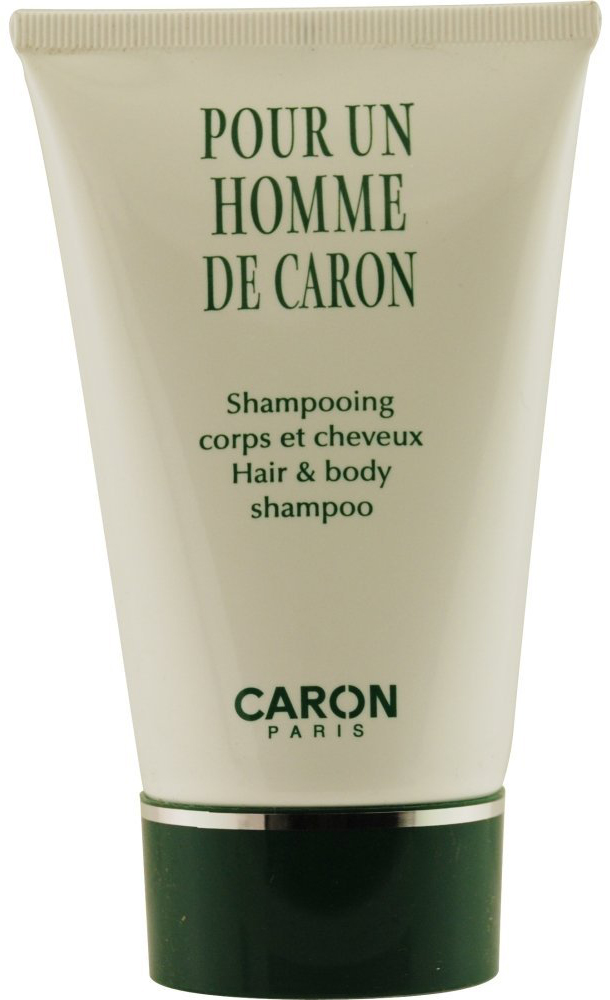 POUR UN
HOMME
DE CARON
Shampooing
corps et cheveux
Hair & body
shampoo
CARON
PARIS